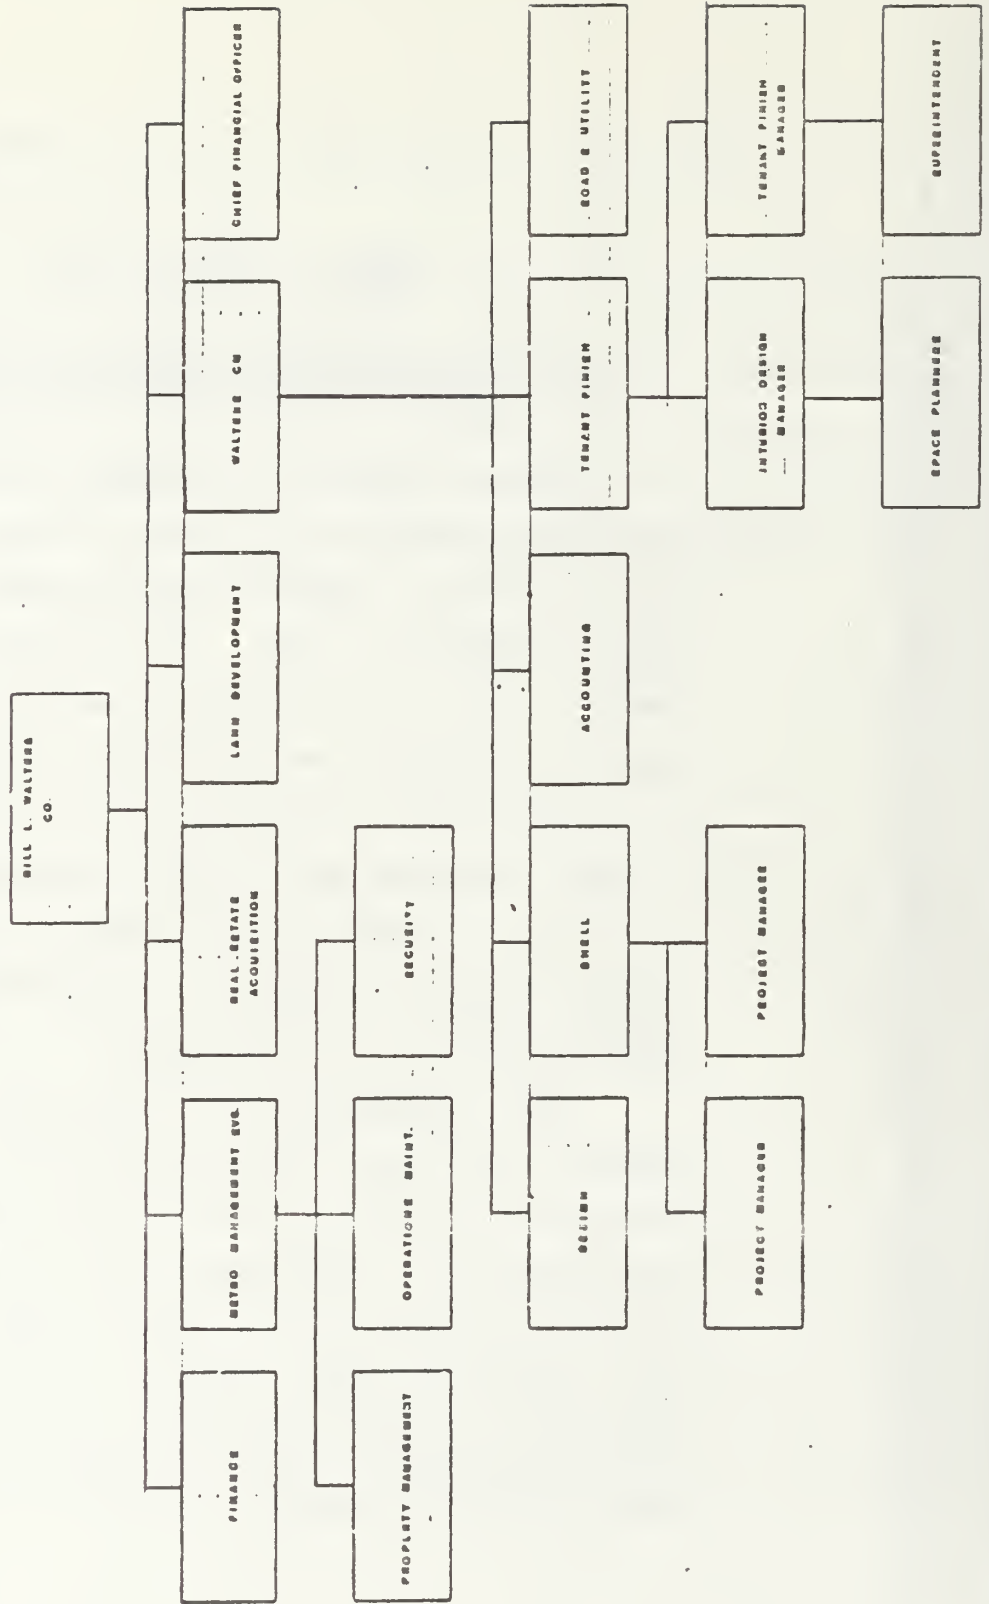 BILL L. WALTERS
CO.
FINANCE
METRO MANAGEMENT SVG.
REAL-ESTATE
ACQUISITION
LAND DEVELOPMENT
WALTERS CM
CHIEF FINANCIAL OFFICER
PROPERTY MANAGEMENT
OPERATIONS MAINT.
SECURITY
DESIGN
SHELL
ACCOUNTING
TENANT FINISH
ROAD & UTILITY
PROJECT MANAGER
PROJECT MANAGER
INTERIOR DESIGN
MANAGER
TENANT FINISH
MANAGER
SPACE PLANNERS
SUPERINTENDENT